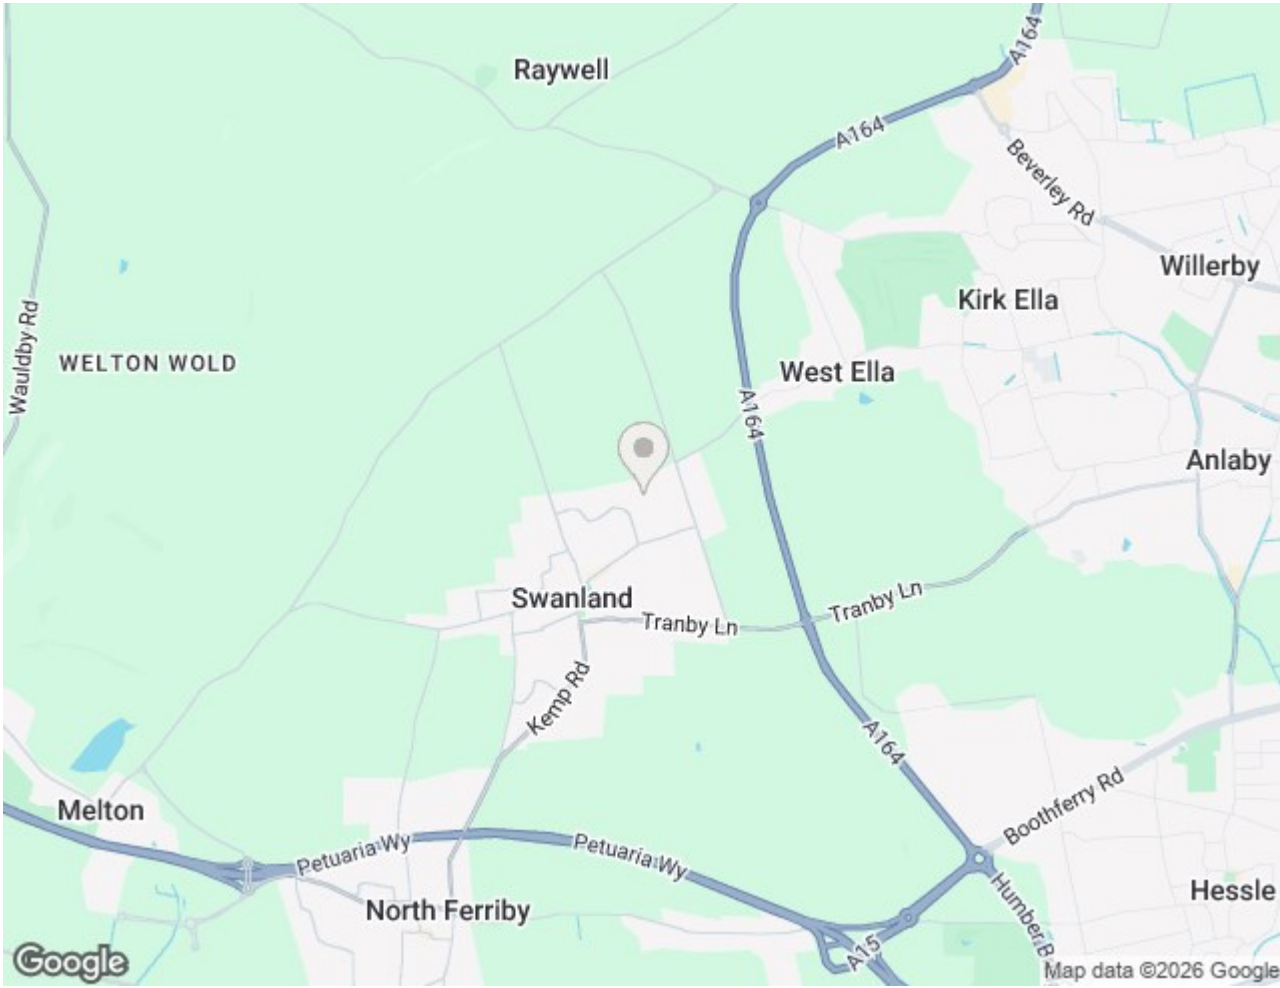 A164
Raywell
A164
Beverley Rd
Willerby
Kirk Ella
Wauldby Rd
WELTON WOLD
West Ella
A164
Anlaby
Swanland
Tranby Ln
Tranby Ln
Kemp Rd
A164
Boothferry Rd
Melton
Petuaria Wy
Petuaria Wy
Hessle
North Ferriby
Humber B
A15
Google
Map data ©2026 Google